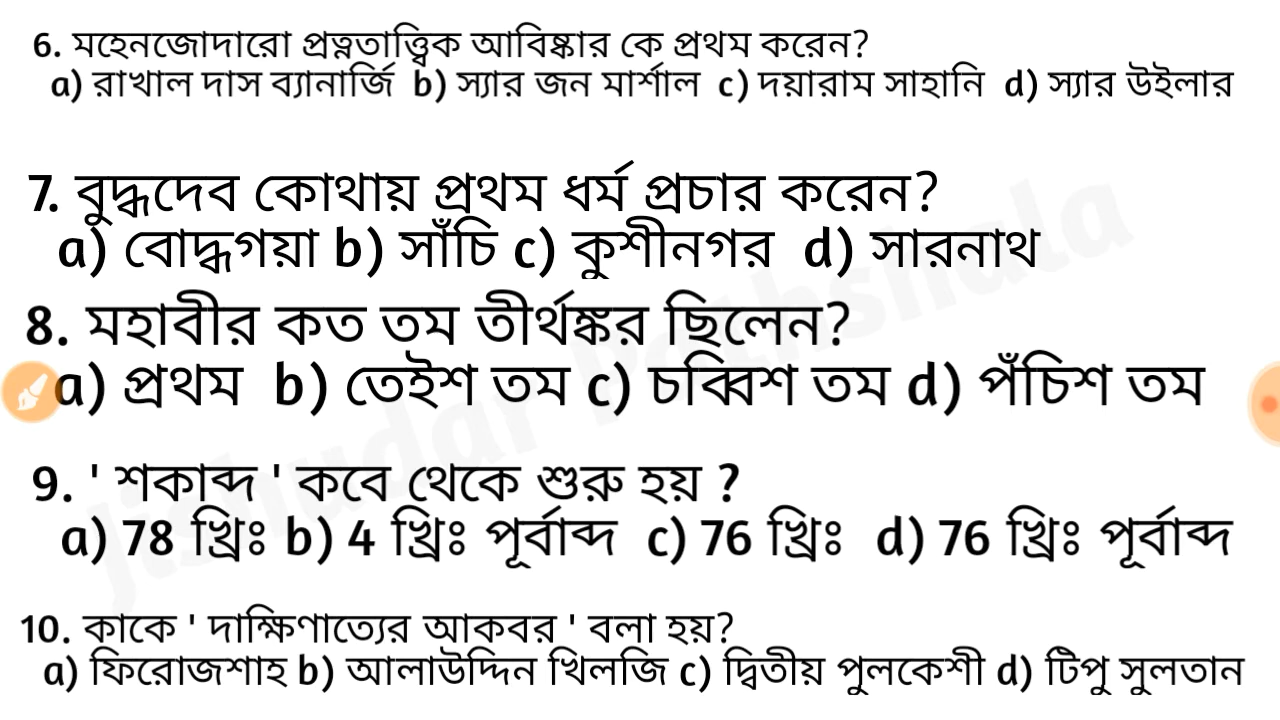 6. মহেনজোদারো প্রত্নতাত্ত্বিক আবিষ্কার কে প্রথম করেন?
a) রাখাল দাস ব্যানার্জি b) স্যার জন মার্শাল c) দয়ারাম সাহানি d) স্যার উইলার
7. বুদ্ধদেব কোথায় প্রথম ধর্ম প্রচার করেন?
a) বোদ্ধগয়া b) সাঁচি c) কুশীনগর d) সারনাথ
8. মহাবীর কত তম তীর্থঙ্কর ছিলেন?
a) প্রথম b) তেইশ তম c) চব্বিশ তম d) পঁচিশ তম
9. ' শকাব্দ ' কবে থেকে শুরু হয় ?
a) 78 খ্রিঃ b) 4 খ্রিঃ পূর্বাব্দ c) 76 খ্রিঃ d) 76 খ্রিঃ পূর্বাব্দ
10. কাকে ' দাক্ষিণাত্যের আকবর ' বলা হয়?
a) ফিরোজশাহ b) আলাউদ্দিন খিলজি c) দ্বিতীয় পুলকেশী d) টিপু সুলতান
Jishudar Pathshala